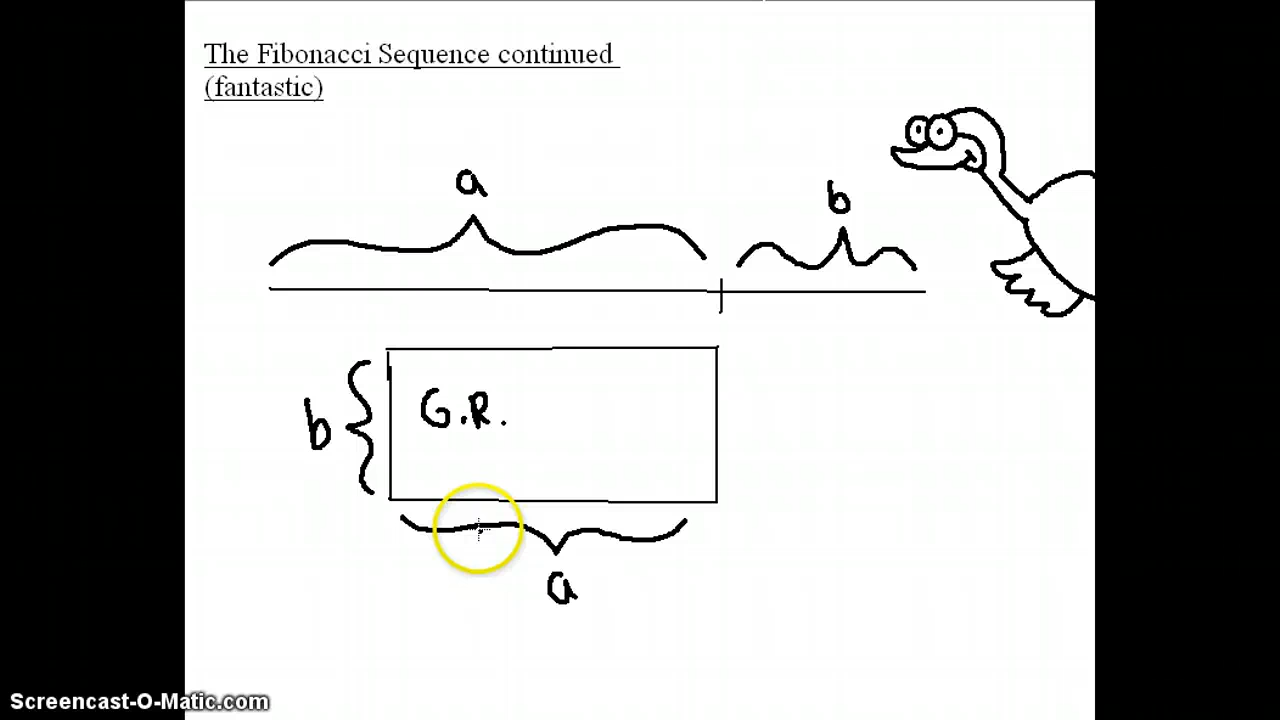 The Fibonacci Sequence continued
(fantastic)
a
b
b
G.R.
a
Screencast-O-Matic.com